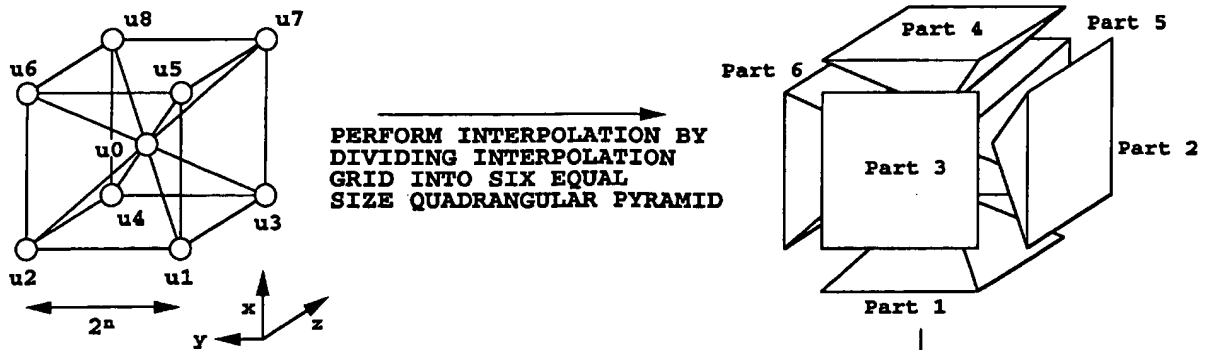 u8
u7
u6
u5
u0
u4
u3
u2
u1
2ⁿ
x
y
z
PERFORM INTERPOLATION BY
DIVIDING INTERPOLATION
GRID INTO SIX EQUAL
SIZE QUADRANGULAR PYRAMID
Part 4
Part 5
Part 6
Part 3
Part 2
Part 1